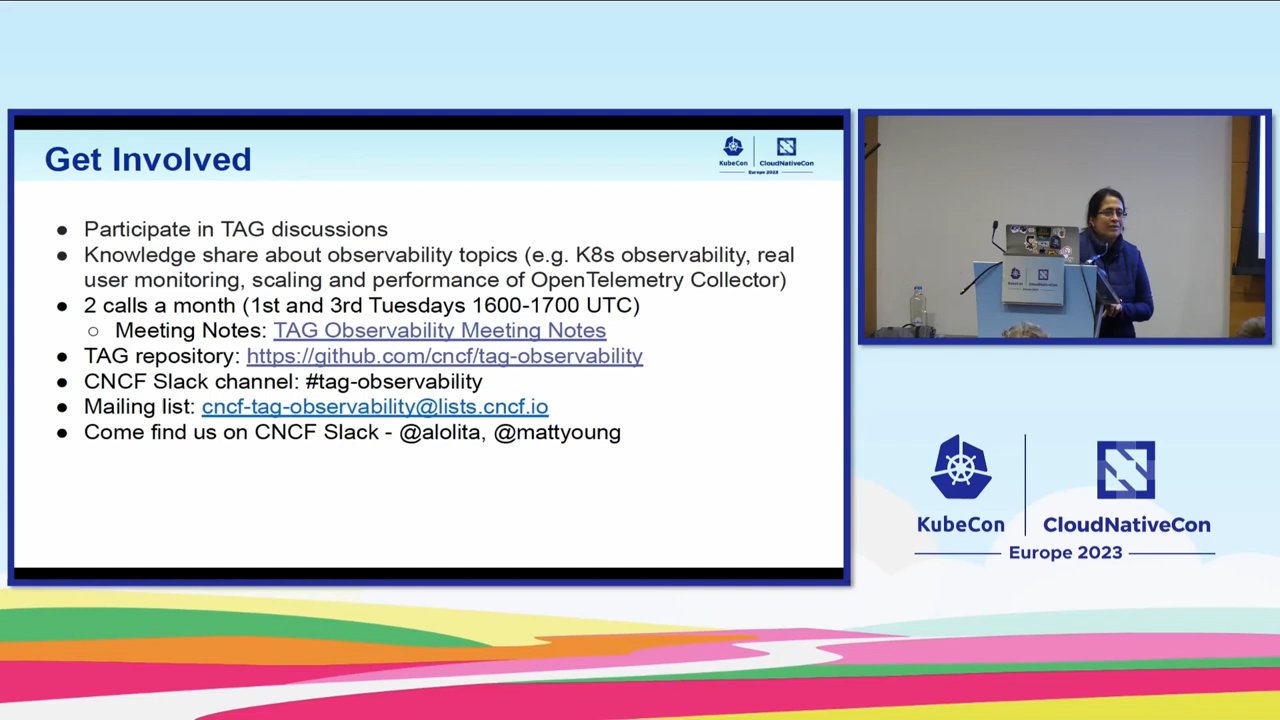 Get Involved
KubeCon
CloudNativeCon
Europe 2023
● Participate in TAG discussions
● Knowledge share about observability topics (e.g. K8s observability, real
user monitoring, scaling and performance of OpenTelemetry Collector)
● 2 calls a month (1st and 3rd Tuesdays 1600-1700 UTC)
○ Meeting Notes: TAG Observability Meeting Notes
● TAG repository: https://github.com/cncf/tag-observability
● CNCF Slack channel: #tag-observability
● Mailing list: cncf-tag-observability@lists.cncf.io
● Come find us on CNCF Slack - @alolita, @mattyoung
KubeCon
CloudNativeCon
Europe 2023